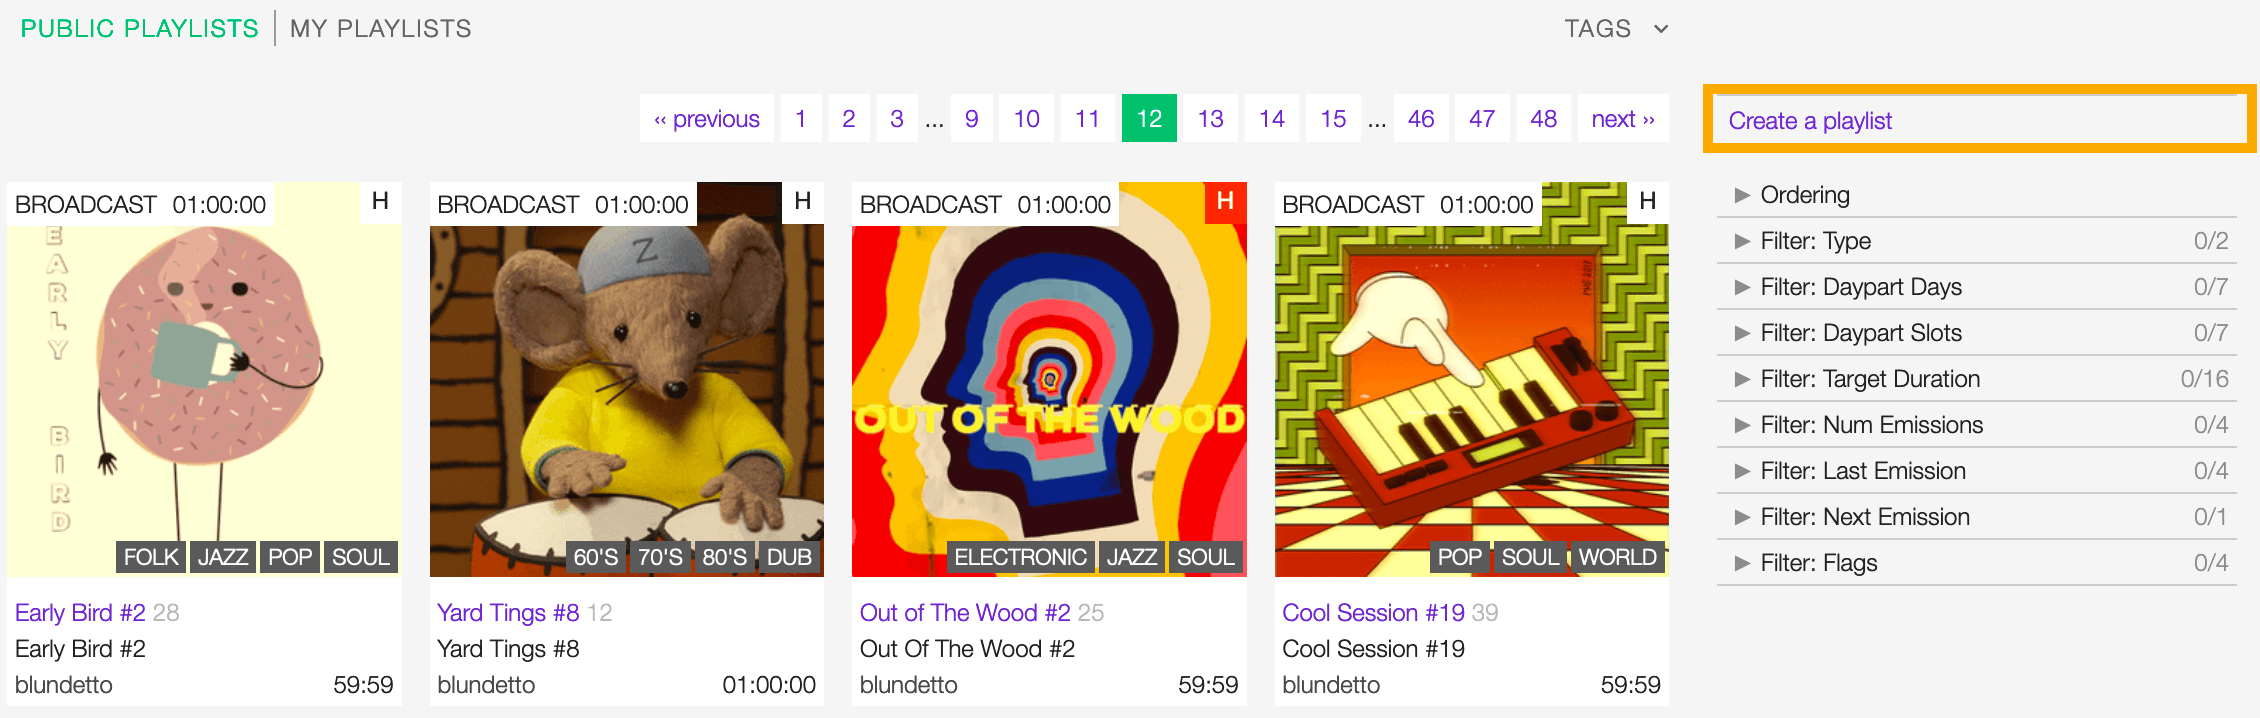 PUBLIC PLAYLISTS MY PLAYLISTS TAGS
‹‹ previous 1 2 3 ... 9 10 11 12 13 14 15 ... 46 47 48 next ››
Create a playlist
BROADCAST 01:00:00 H
EARLY
BIRD
FOLK JAZZ POP SOUL
Early Bird #2 28
Early Bird #2
blundetto 59:59
BROADCAST 01:00:00 H
Z
60'S 70'S 80'S DUB
Yard Tings #8 12
Yard Tings #8
blundetto 01:00:00
BROADCAST 01:00:00 H
OUT OF THE WOOD
ELECTRONIC JAZZ SOUL
Out of The Wood #2 25
Out Of The Wood #2
blundetto 59:59
BROADCAST 01:00:00 H
POP SOUL WORLD
Cool Session #19 39
Cool Session #19
blundetto 59:59
Ordering
Filter: Type 0/2
Filter: Daypart Days 0/7
Filter: Daypart Slots 0/7
Filter: Target Duration 0/16
Filter: Num Emissions 0/4
Filter: Last Emission 0/4
Filter: Next Emission 0/1
Filter: Flags 0/4